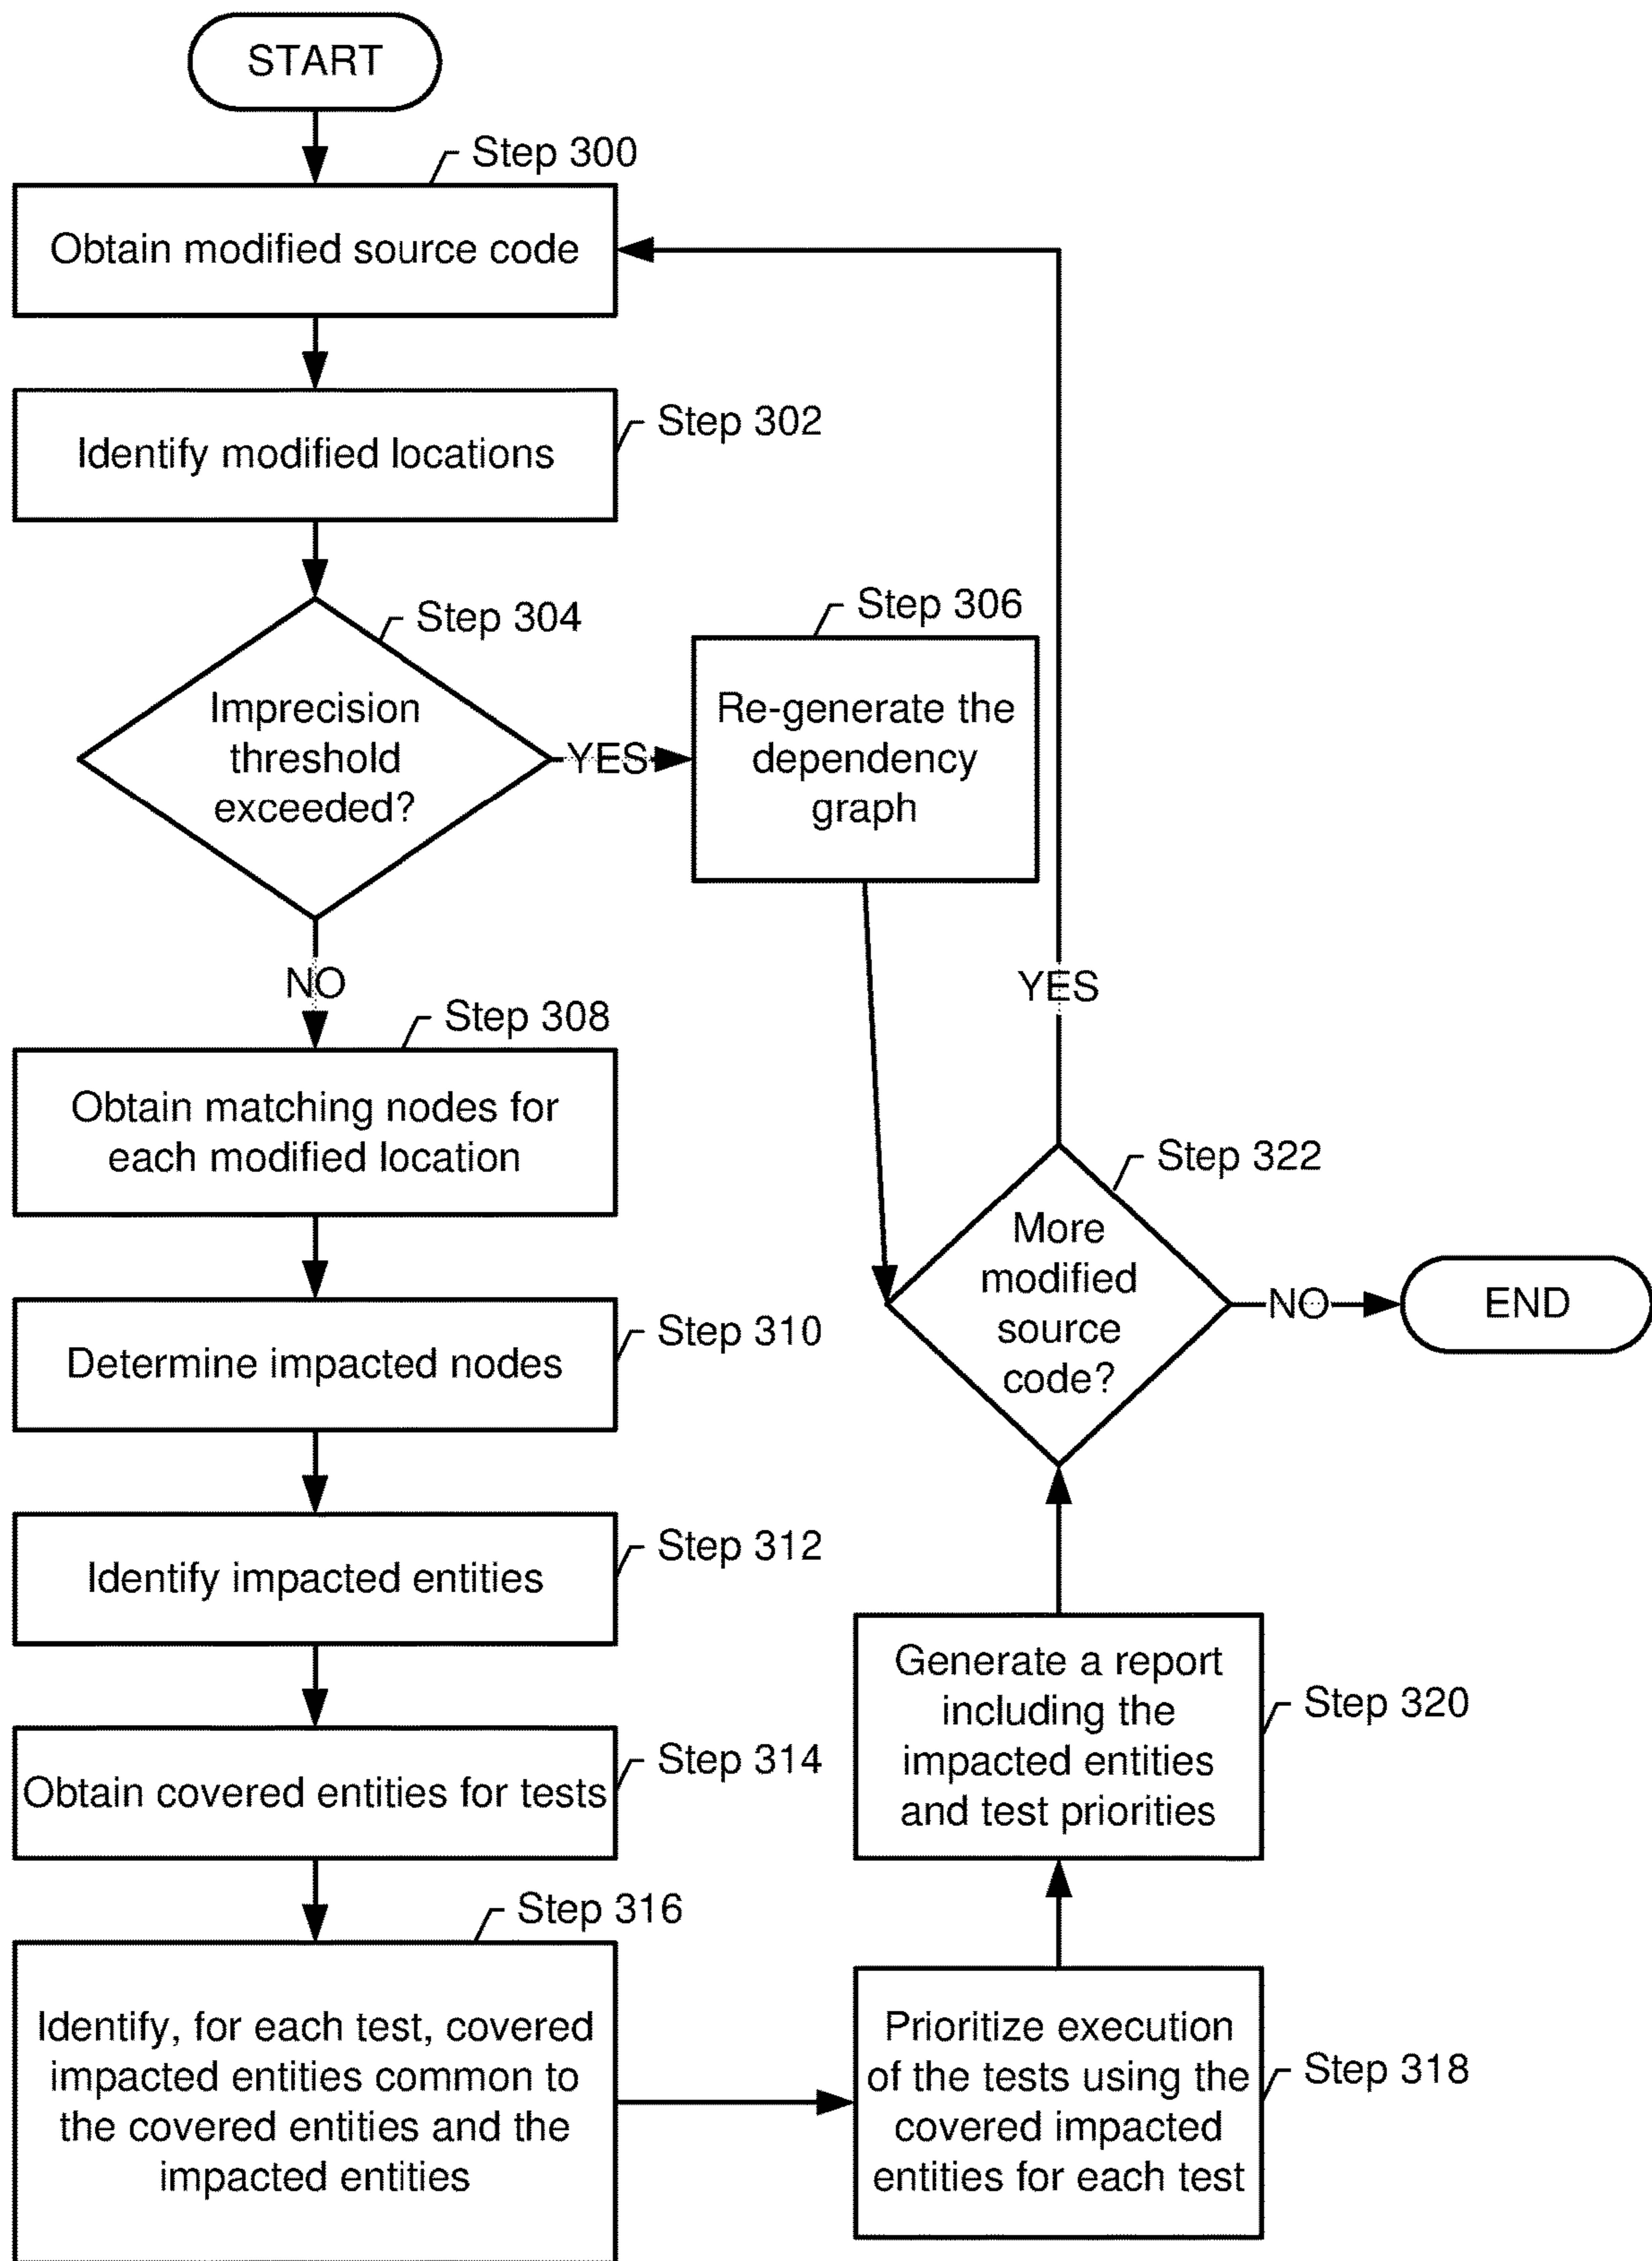 START
Step 300
Obtain modified source code
Step 302
Identify modified locations
Step 304
Imprecision
threshold
exceeded?
YES
Step 306
Re-generate the
dependency
graph
NO
Step 308
Obtain matching nodes for
each modified location
Step 310
Determine impacted nodes
Step 312
Identify impacted entities
Step 314
Obtain covered entities for tests
Step 316
Identify, for each test, covered
impacted entities common to
the covered entities and the
impacted entities
Step 318
Prioritize execution
of the tests using the
covered impacted
entities for each test
Step 320
Generate a report
including the
impacted entities
and test priorities
Step 322
More
modified
source
code?
YES
NO
END